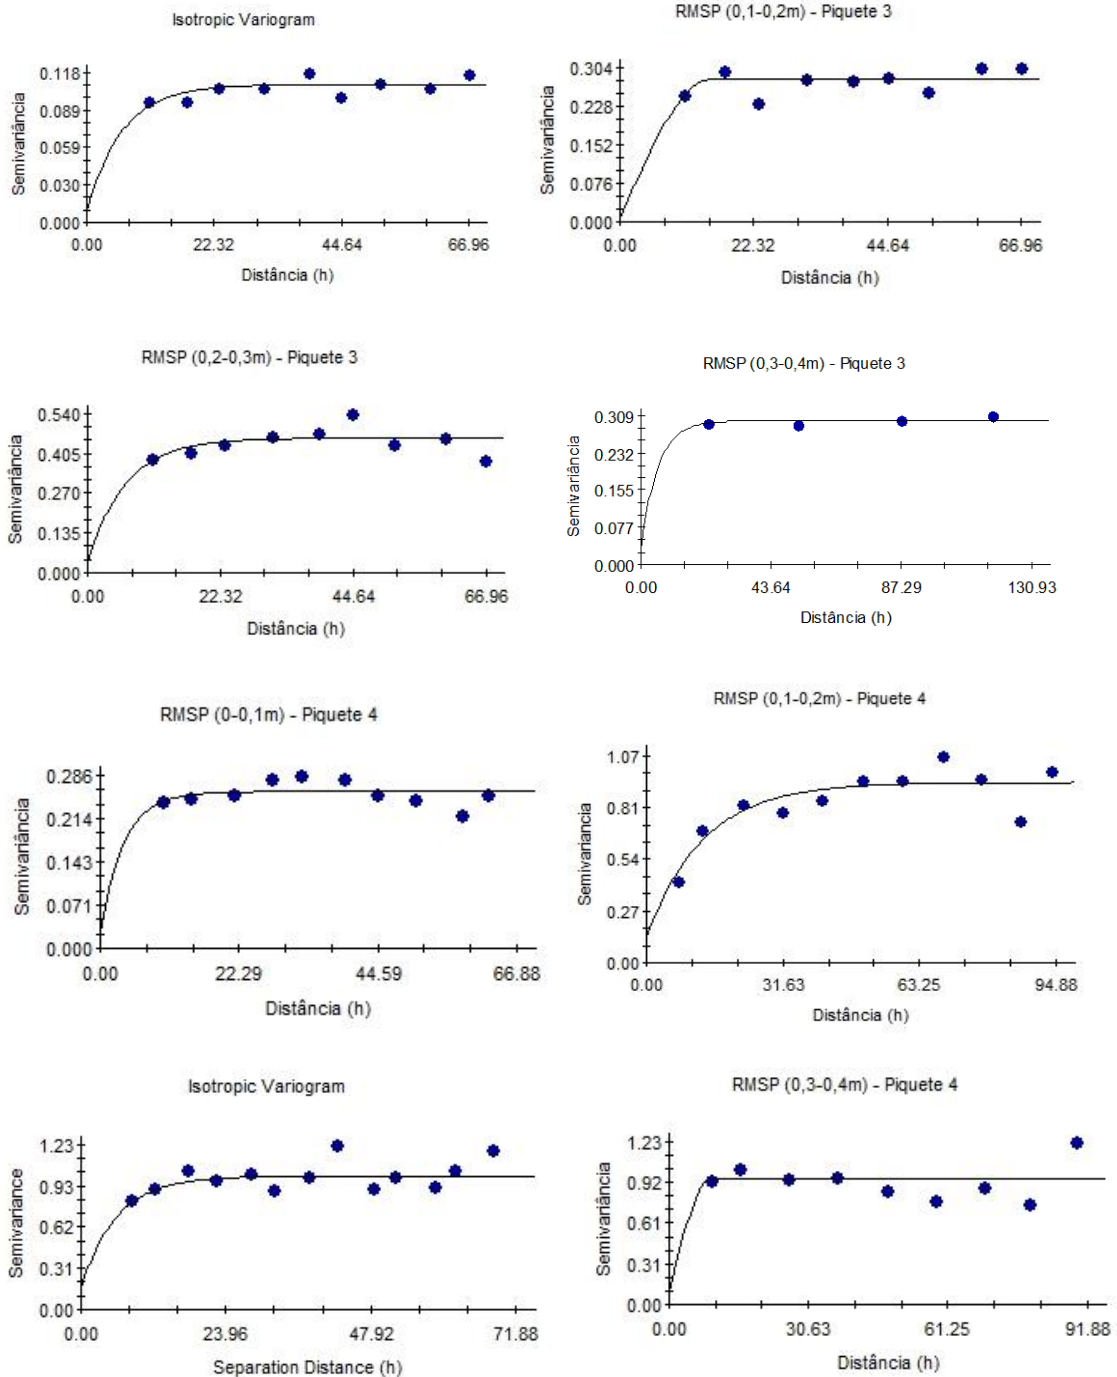 Isotropic Variogram
0.118
0.089
0.059
0.030
0.000
Semivariância
0.00 22.32 44.64 66.96
Distância (h)
RMSP (0,1-0,2m) - Piquete 3
0.304
0.228
0.152
0.076
0.000
Semivariância
0.00 22.32 44.64 66.96
Distância (h)
RMSP (0,2-0,3m) - Piquete 3
0.540
0.405
0.270
0.135
0.000
Semivariância
0.00 22.32 44.64 66.96
Distância (h)
RMSP (0,3-0,4m) - Piquete 3
0.309
0.232
0.155
0.077
0.000
Semivariância
0.00 43.64 87.29 130.93
Distância (h)
RMSP (0-0,1m) - Piquete 4
0.286
0.214
0.143
0.071
0.000
Semivariância
0.00 22.29 44.59 66.88
Distância (h)
RMSP (0,1-0,2m) - Piquete 4
1.07
0.81
0.54
0.27
0.00
Semivariância
0.00 31.63 63.25 94.88
Distância (h)
Isotropic Variogram
1.23
0.93
0.62
0.31
0.00
Semivariance
0.00 23.96 47.92 71.88
Separation Distance (h)
RMSP (0,3-0,4m) - Piquete 4
1.23
0.92
0.61
0.31
0.00
Semivariância
0.00 30.63 61.25 91.88
Distância (h)